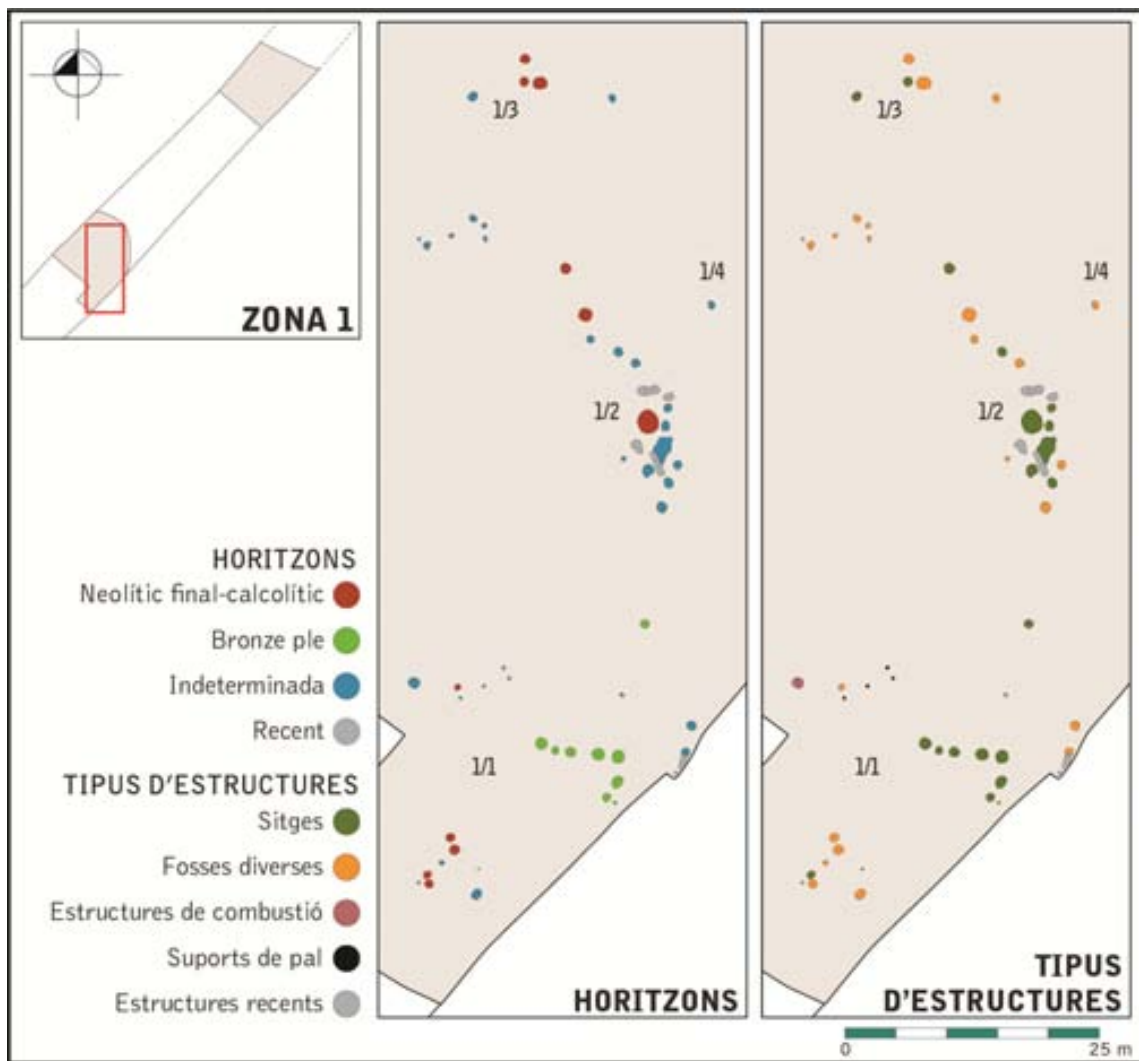 ZONA 1
HORITZONS
Neolític final-calcolític
Bronze ple
Indeterminada
Recent
TIPUS D'ESTRUCTURES
Sitges
Fosses diverses
Estructures de combustió
Suports de pal
Estructures recents
1/3
1/4
1/2
1/1
HORITZONS
1/3
1/4
1/2
1/1
TIPUS
D'ESTRUCTURES
0 25 m